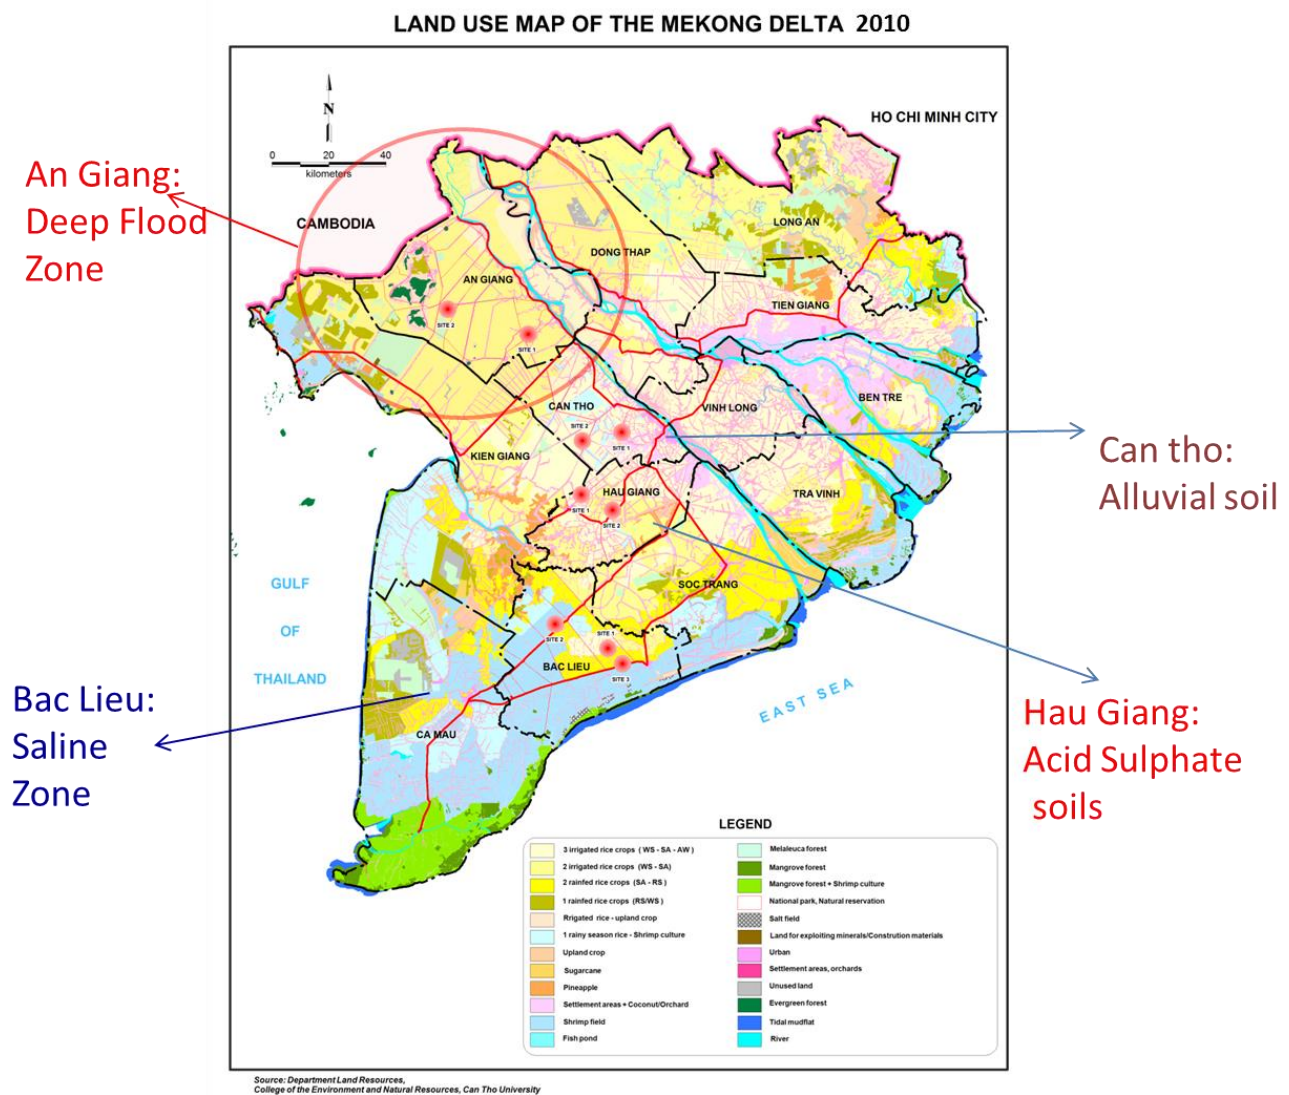 LAND USE MAP OF THE MEKONG DELTA 2010
HO CHI MINH CITY
N
0 20 40
kilometers
An Giang:
Deep Flood
Zone
CAMBODIA
LONG AN
DONG THAP
AN GIANG
TIEN GIANG
SITE 2
SITE 1
CAN THO
VINH LONG
BEN TRE
SITE 2
SITE 1
KIEN GIANG
Can tho:
Alluvial soil
HAU GIANG
TRA VINH
SITE 1
SITE 2
GULF
OF
THAILAND
SOC TRANG
SITE 2
SITE 1
BAC LIEU
SITE 3
EAST SEA
Bac Lieu:
Saline
Zone
CA MAU
Hau Giang:
Acid Sulphate
soils
LEGEND
3 irrigated rice crops ( WS - SA - AW )
2 irrigated rice crops (WS - SA)
2 rainfed rice crops (SA - RS )
1 rainfed rice crops (RS/WS )
Rrigated rice - upland crop
1 rainy season rice - Shrimp culture
Upland crop
Sugarcane
Pineapple
Settlement areas + Coconut/Orchard
Shrimp field
Fish pond
Melaleuca forest
Mangrove forest
Mangrove forest + Shrimp culture
National park, Natural reservation
Salt field
Land for exploiting minerals/Constrution materials
Urban
Settlement areas, orchards
Unused land
Evergreen forest
Tidal mudflat
River
Source: Department Land Resources,
College of the Environment and Natural Resources, Can Tho University